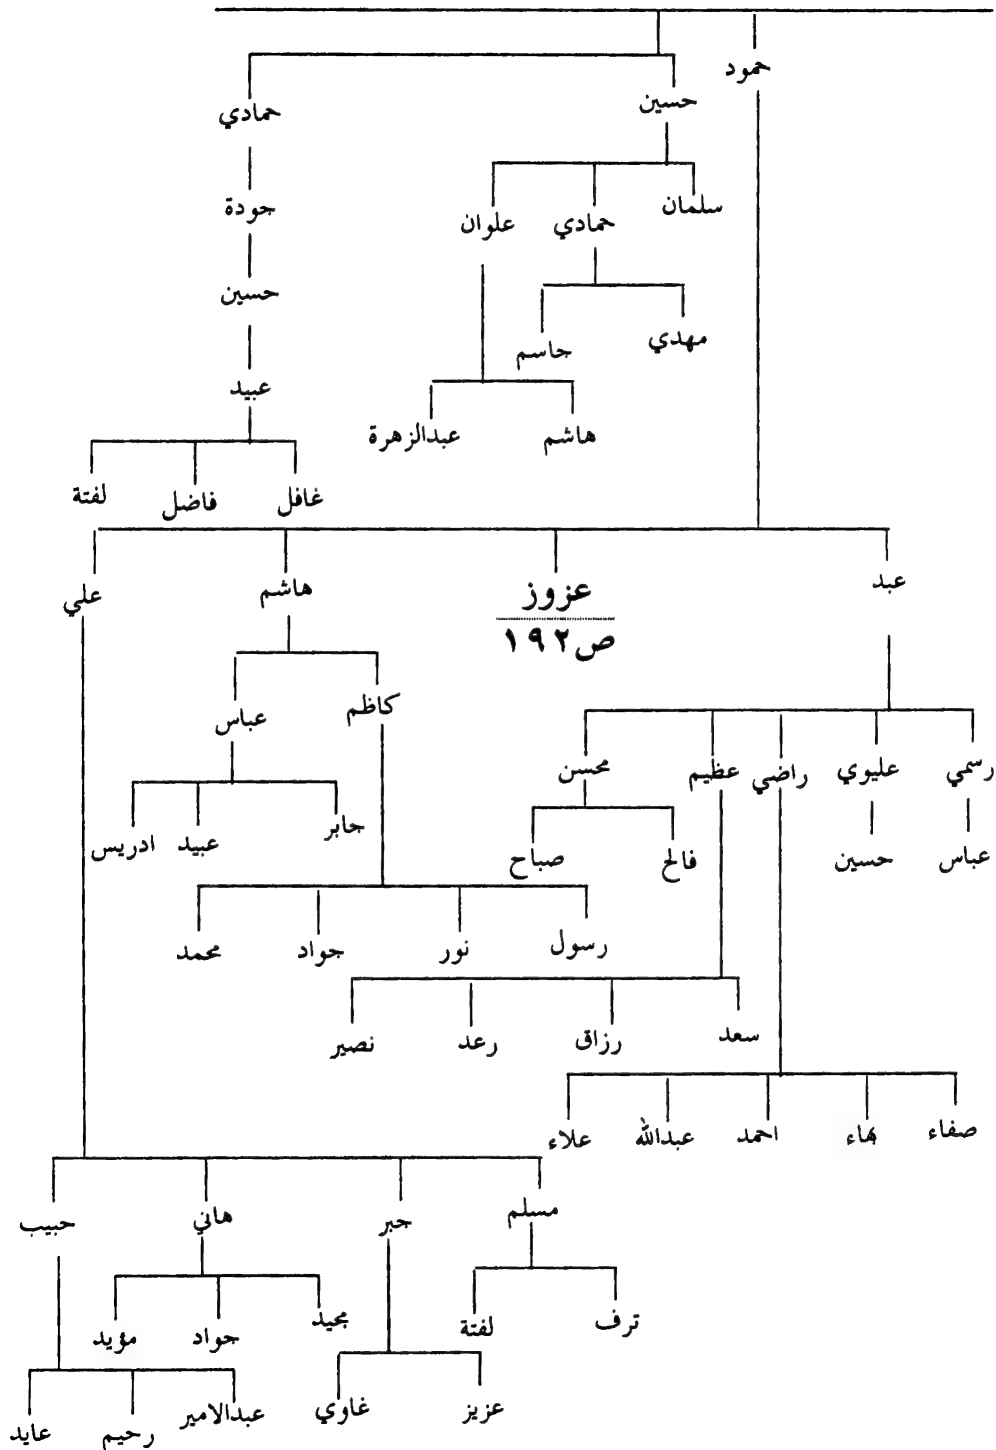 حمود
حسين
حمادي
سلمان
حمادي
علوان
جودة
مهدي
جاسم
حسين
هاشم
عبدالزهرة
عبيد
غافل
فاضل
لفتة
عبد
عزوز
ص١٩٢
هاشم
علي
كاظم
عباس
رسمي
عليوي
راضي
عظيم
محسن
جابر
عبيد
ادريس
عباس
حسين
فالح
صباح
رسول
نور
جواد
محمد
سعد
رزاق
رعد
نصير
صفاء
بهاء
احمد
عبدالله
علاء
مسلم
جبر
هاني
حبيب
ترف
لفتة
مجيد
جواد
مؤيد
عزيز
غاوي
عبدالامير
رحيم
عايد